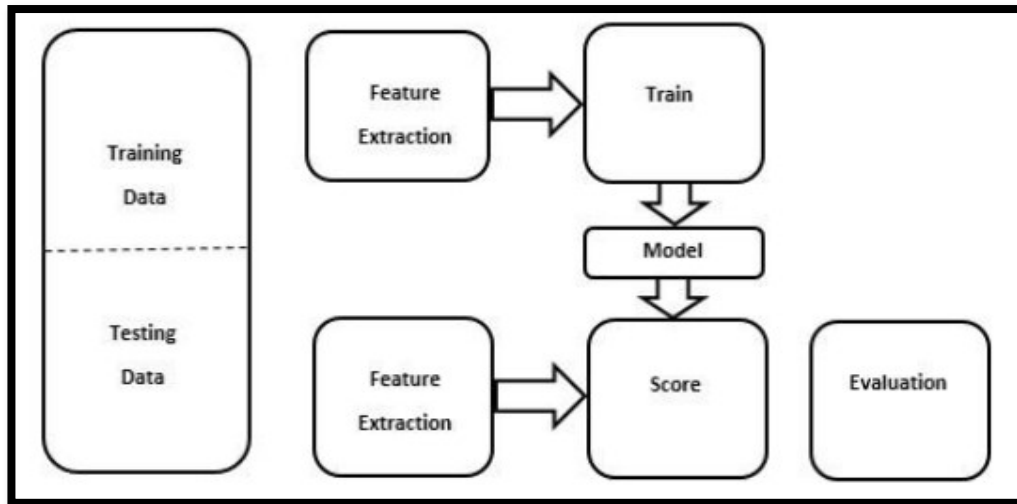 Training
Data
Testing
Data
Feature
Extraction
Train
Model
Feature
Extraction
Score
Evaluation